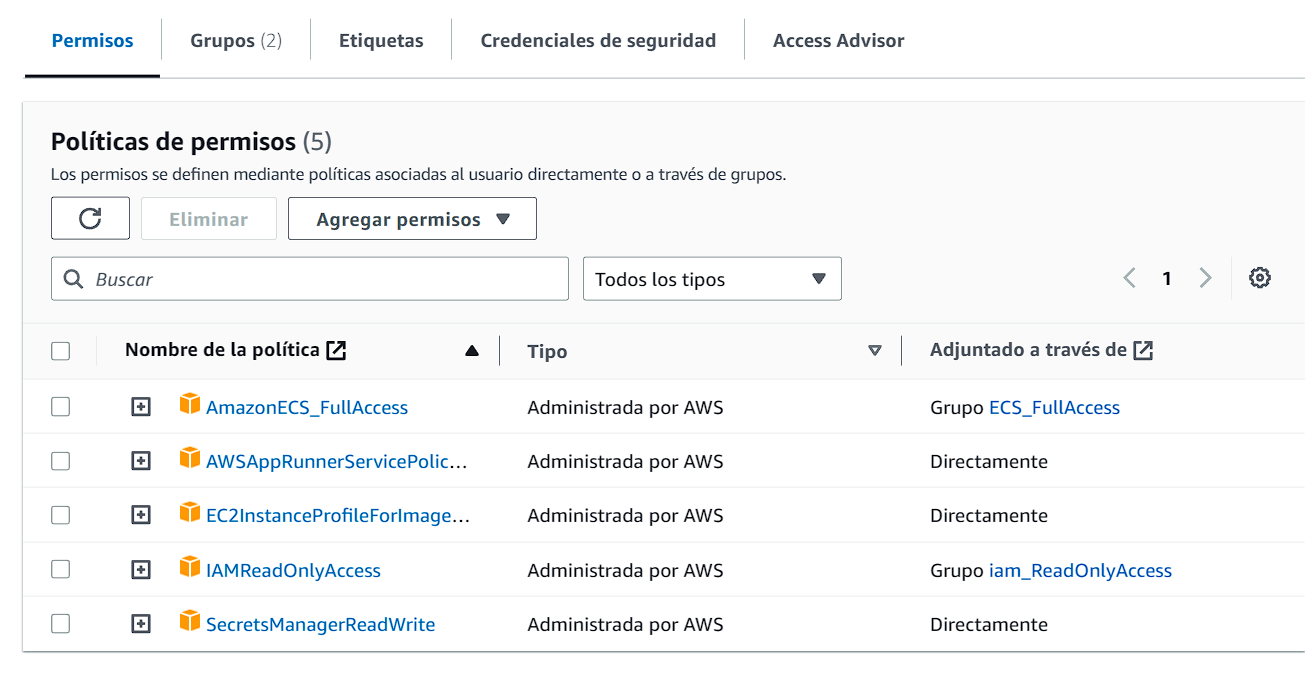 Permisos Grupos (2) Etiquetas Credenciales de seguridad Access Advisor
Políticas de permisos (5)
Los permisos se definen mediante políticas asociadas al usuario directamente o a través de grupos.
Eliminar Agregar permisos
Buscar Todos los tipos 1
Nombre de la política Tipo Adjuntado a través de
AmazonECS_FullAccess Administrada por AWS Grupo ECS_FullAccess
AWSAppRunnerServicePolic... Administrada por AWS Directamente
EC2InstanceProfileForImage... Administrada por AWS Directamente
IAMReadOnlyAccess Administrada por AWS Grupo iam_ReadOnlyAccess
SecretsManagerReadWrite Administrada por AWS Directamente